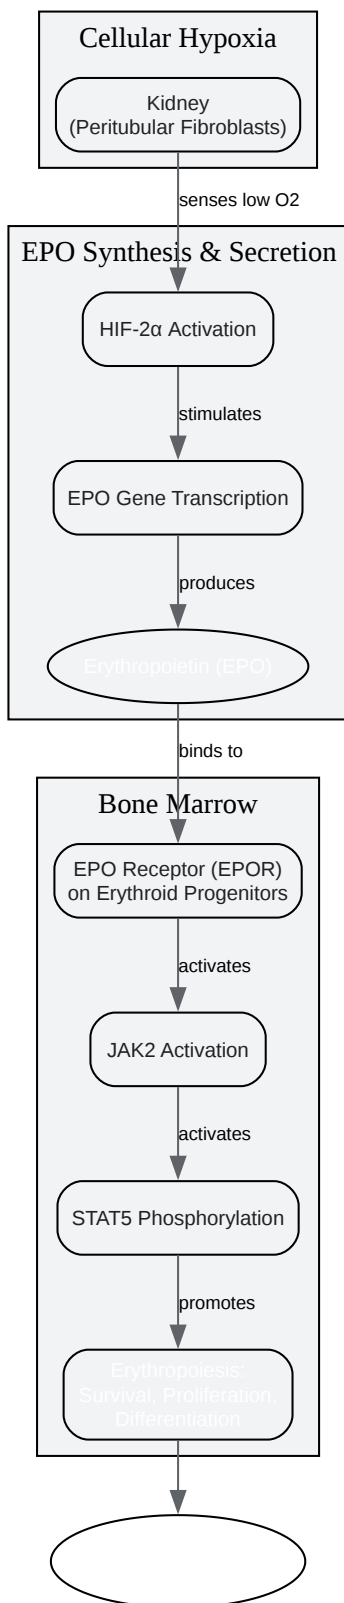 Cellular Hypoxia
Kidney
(Peritubular Fibroblasts)
senses low O2
EPO Synthesis & Secretion
HIF-2α Activation
stimulates
EPO Gene Transcription
produces
Erythropoietin (EPO)
binds to
Bone Marrow
EPO Receptor (EPOR)
on Erythroid Progenitors
activates
JAK2 Activation
activates
STAT5 Phosphorylation
promotes
Erythropoiesis:
Survival, Proliferation,
Differentiation